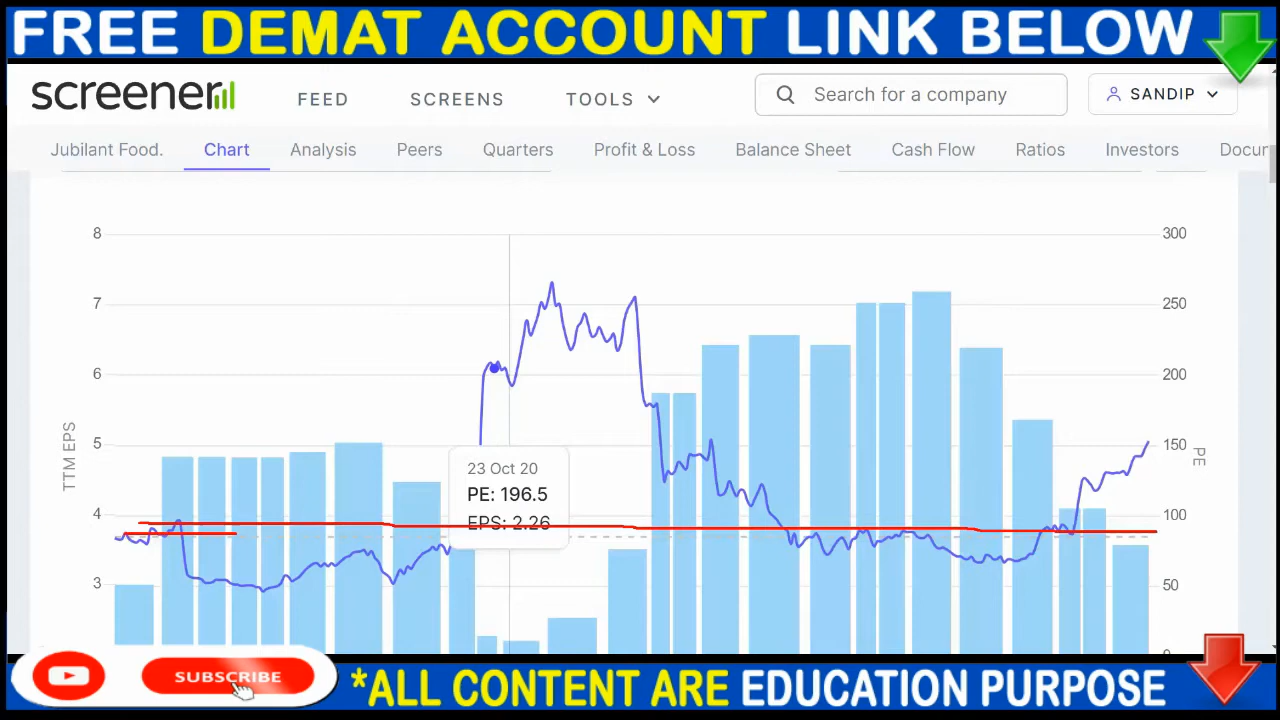 FREE DEMAT ACCOUNT LINK BELOW
screener
FEED
SCREENS
TOOLS
Search for a company
SANDIP
Jubilant Food.
Chart
Analysis
Peers
Quarters
Profit & Loss
Balance Sheet
Cash Flow
Ratios
Investors
Docur
8
300
7
250
6
200
5
150
TTM EPS
PE
23 Oct 20
PE: 196.5
EPS: 2.26
4
100
3
50
0
SUBSCRIBE
*ALL CONTENT ARE EDUCATION PURPOSE